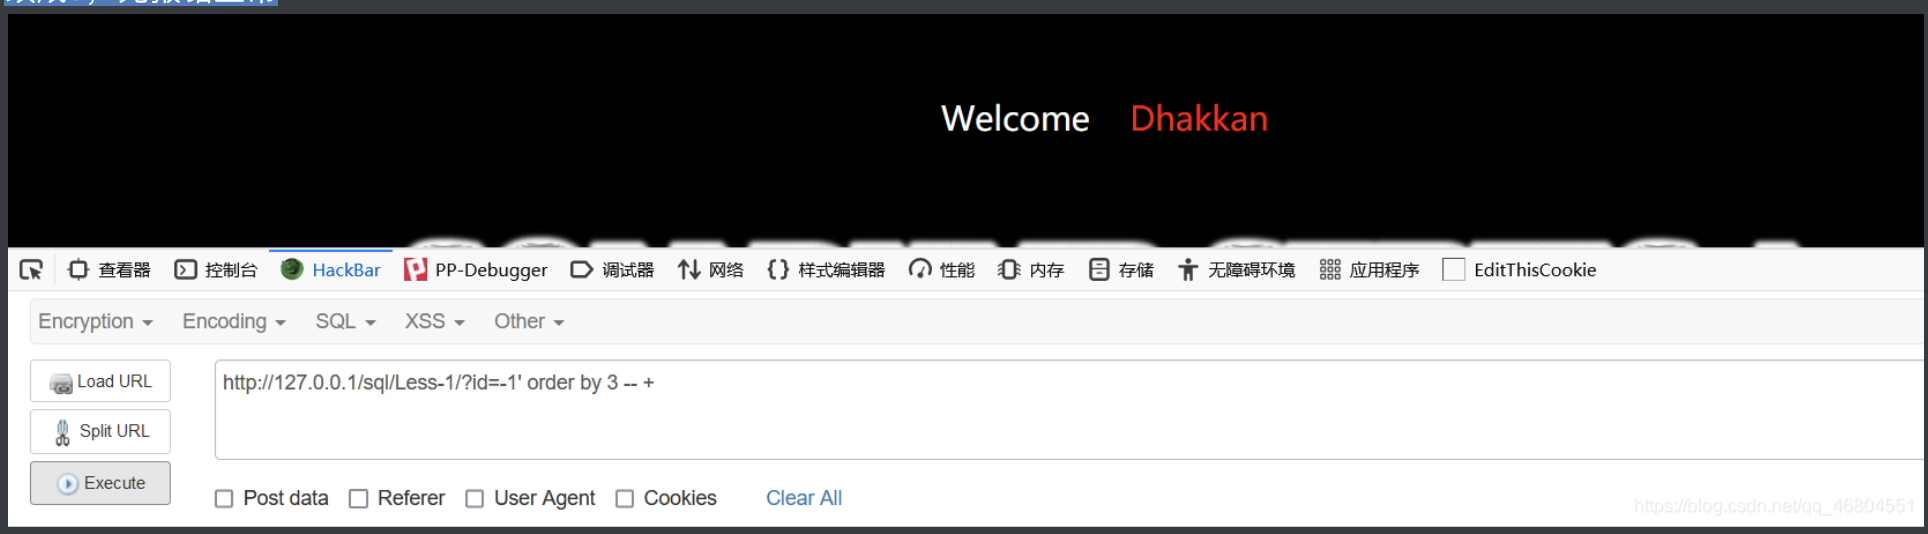 Welcome Dhakkan
查看器 控制台 HackBar PP-Debugger 调试器 网络 {} 样式编辑器 性能 内存 存储 无障碍环境 应用程序 EditThisCookie
Encryption Encoding SQL XSS Other
Load URL
http://127.0.0.1/sql/Less-1/?id=-1' order by 3 -- +
Split URL
Execute
Post data Referer User Agent Cookies Clear All
https://blog.csdn.net/qq_46804551